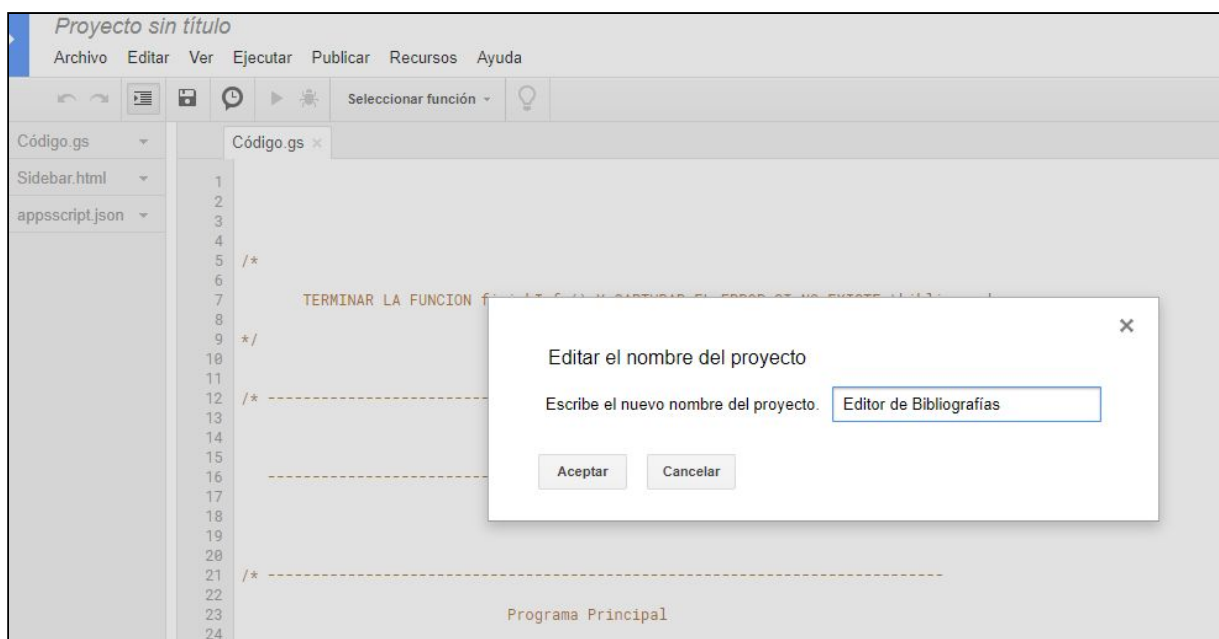 Proyecto sin título
Archivo Editar Ver Ejecutar Publicar Recursos Ayuda
Seleccionar función
Código.gs
Código.gs ×
Sidebar.html
appsscript.json
1
2
3
4
5 /*
6
7 TERMINAR LA FUNCION
8
9 */
10
11
12 /* --------------------------
13
14
15
16 --------------------------
17
18
19
20
21 /* ---------------------------------------------------------------------------
22
23 Programa Principal
24
Editar el nombre del proyecto
Escribe el nuevo nombre del proyecto. Editor de Bibliografías
Aceptar Cancelar